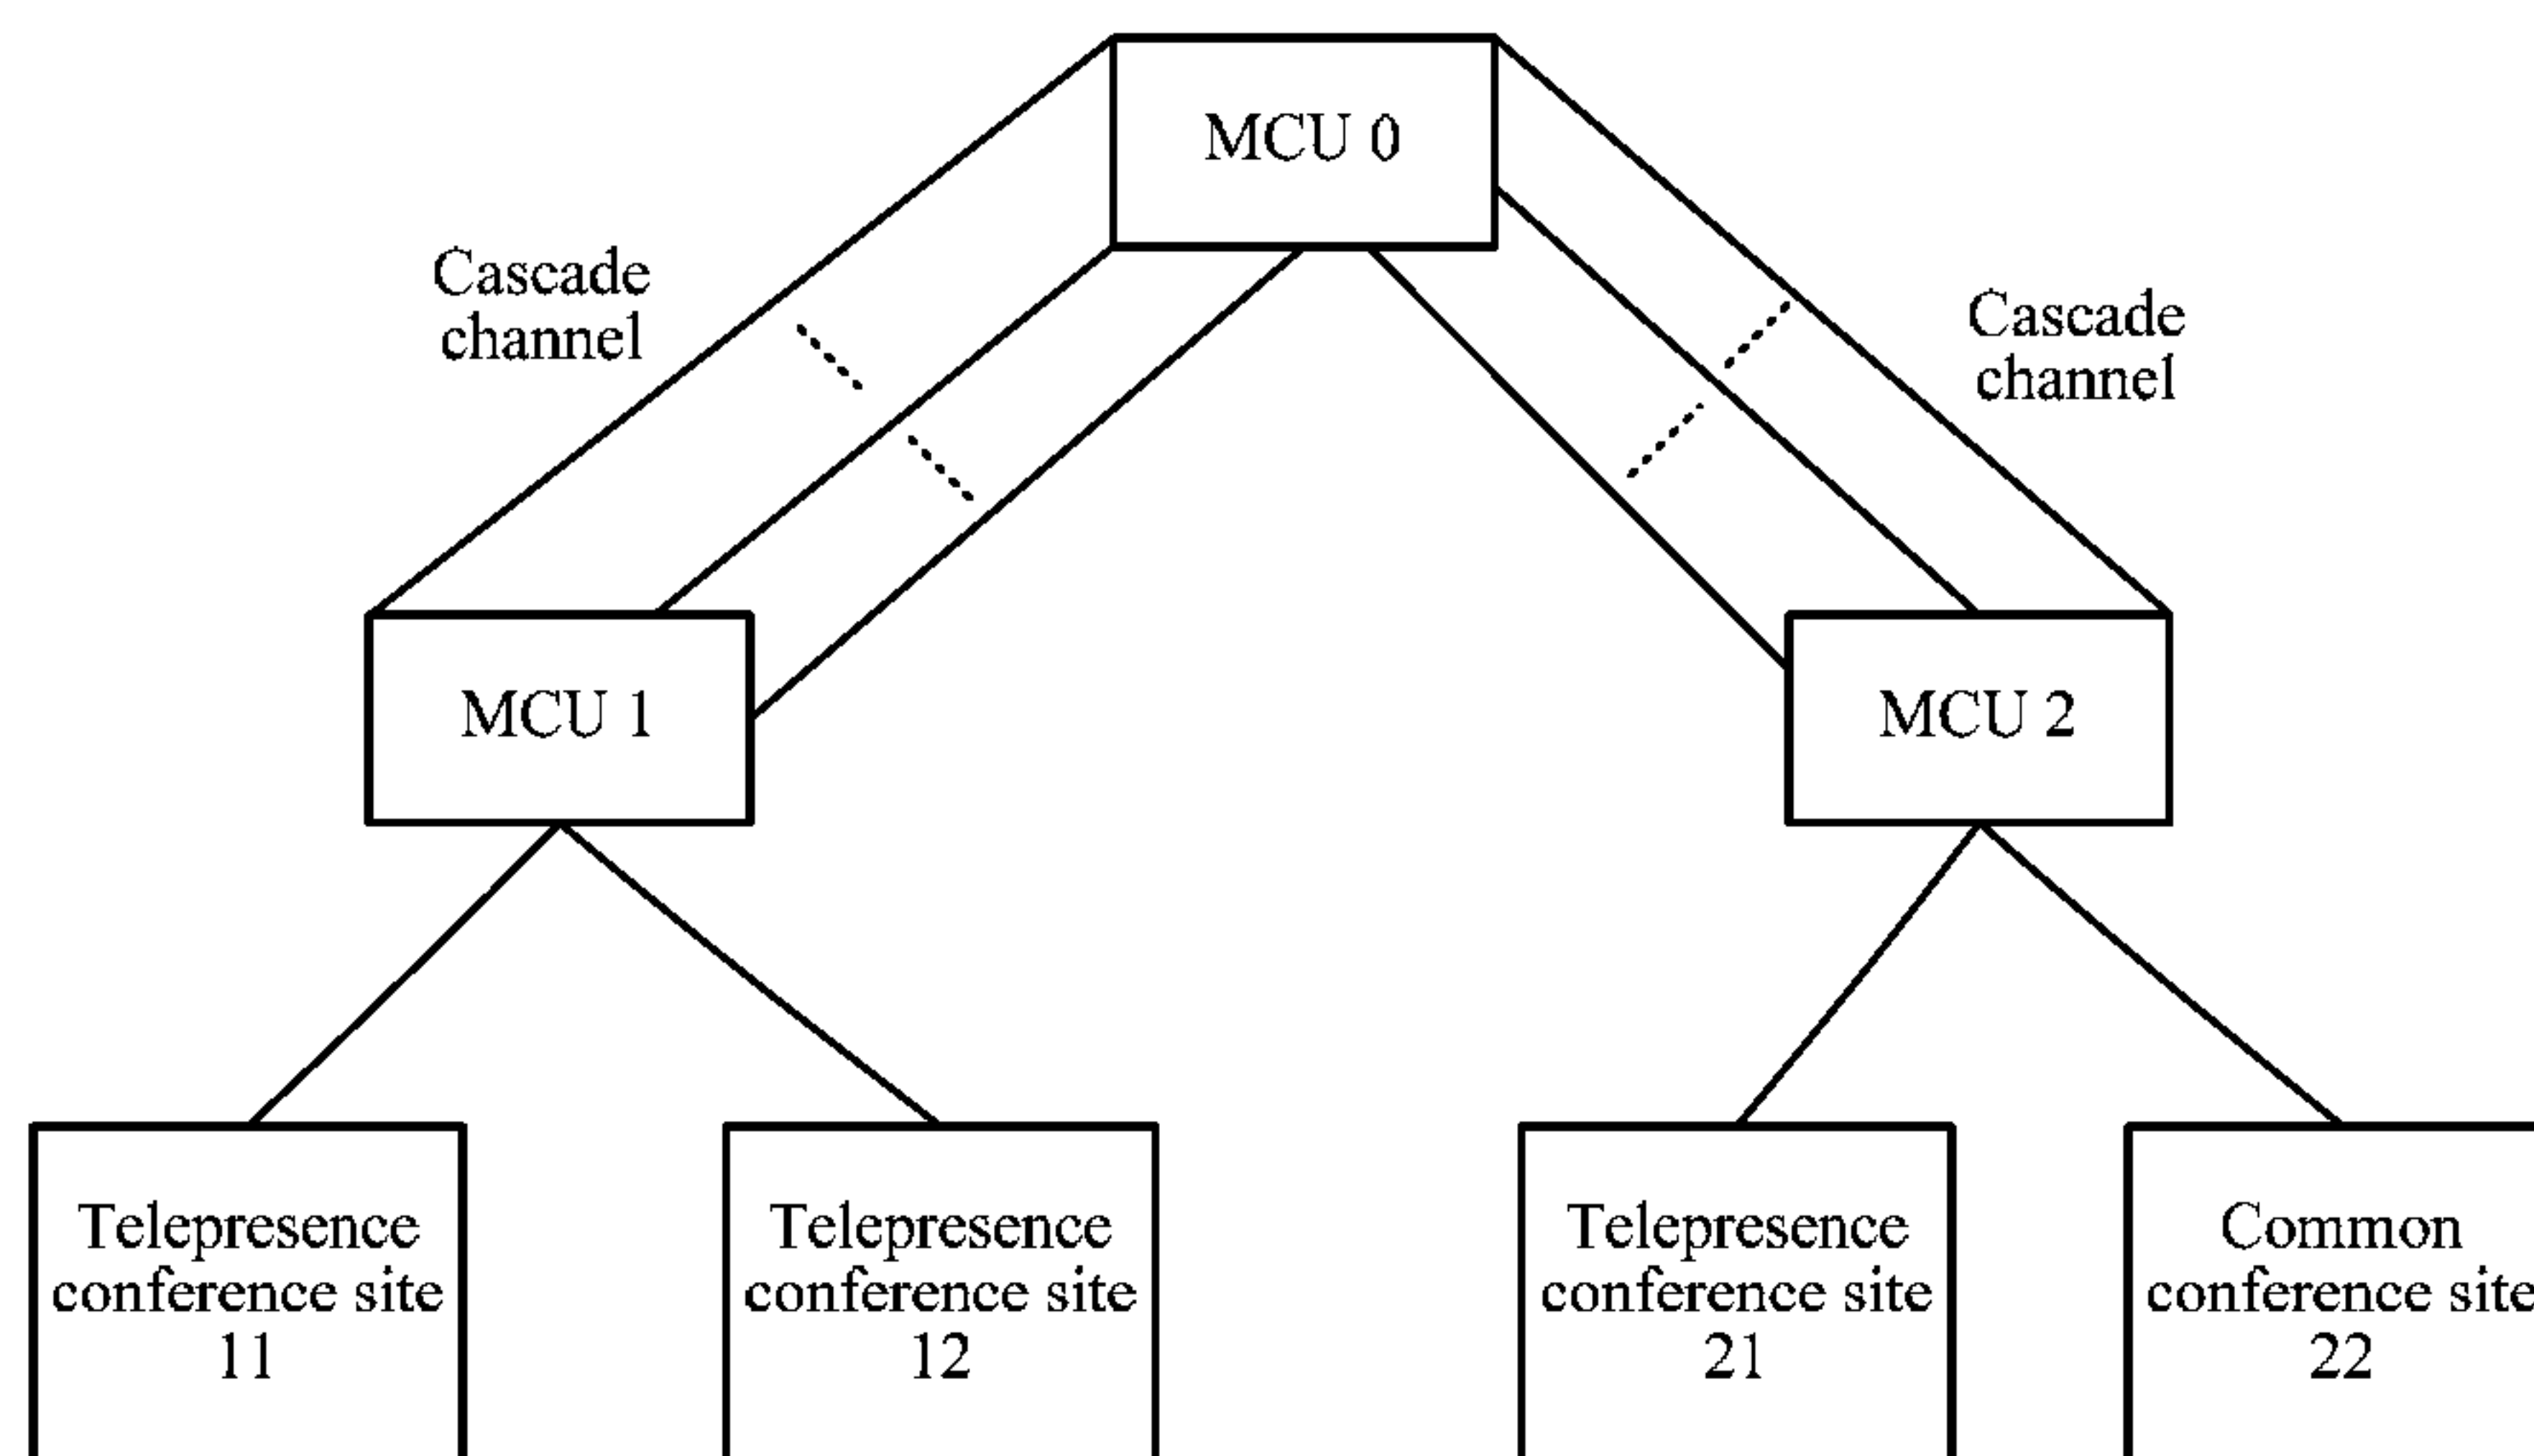 MCU 0
Cascade
channel
Cascade
channel
MCU 1
MCU 2
Telepresence
conference site
11
Telepresence
conference site
12
Telepresence
conference site
21
Common
conference site
22